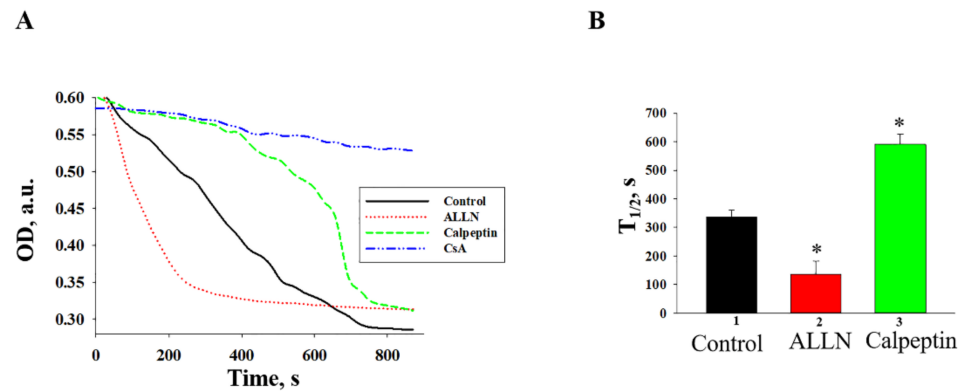 A
B
OD, a.u.
0.60
0.55
0.50
0.45
0.40
0.35
0.30
0
200
400
600
800
Time, s
Control
ALLN
Calpeptin
CsA
T1/2, s
700
600
500
400
300
200
100
0
*
*
1
2
3
Control
ALLN
Calpeptin